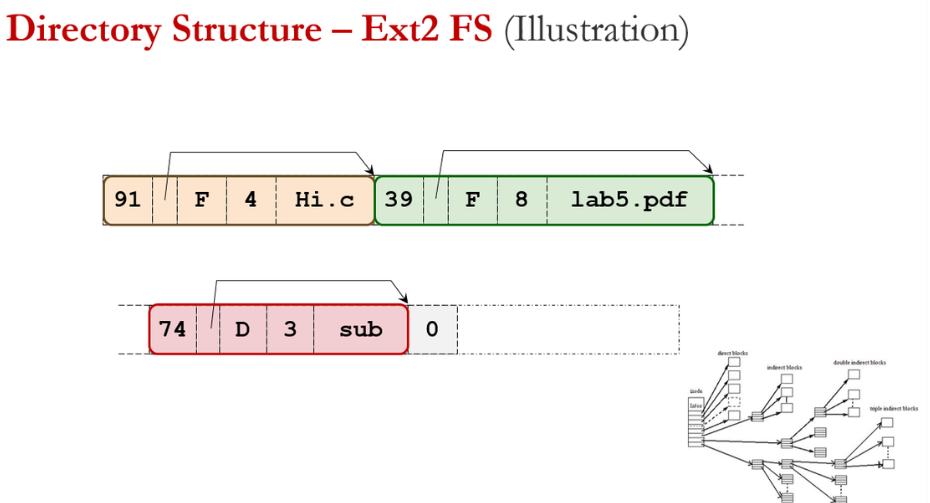 Directory Structure – Ext2 FS (Illustration)
91 F 4 Hi.c 39 F 8 lab5.pdf
74 D 3 sub 0
direct blocks
indirect blocks
double indirect blocks
inode
infos
triple indirect blocks